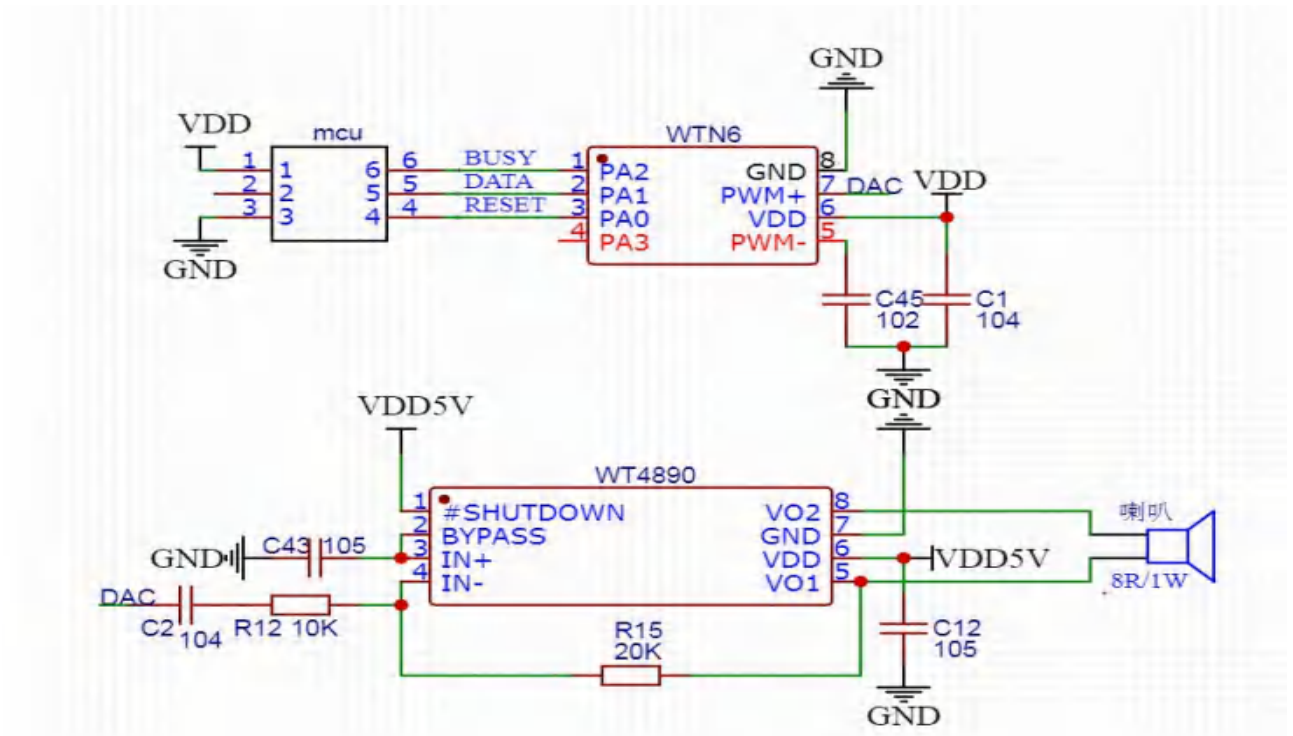 GND
VDD
mcu
WTN6
1 1 6 6 BUSY 1 PA2 GND 8
2 2 5 5 DATA 2 PA1 PWM+ 7 DAC VDD
3 3 4 4 RESET 3 PA0 VDD 6
4 PA3 PWM- 5
GND
C45 C1
102 104
GND
VDD5V
WT4890
1 #SHUTDOWN VO2 8
2 BYPASS GND 7
3 IN+ VDD 6
4 IN- VO1 5
喇叭
8R/1W
GND C43 105
VDD5V
DAC
C2 104 R12 10K
R15
20K
C12
105
GND